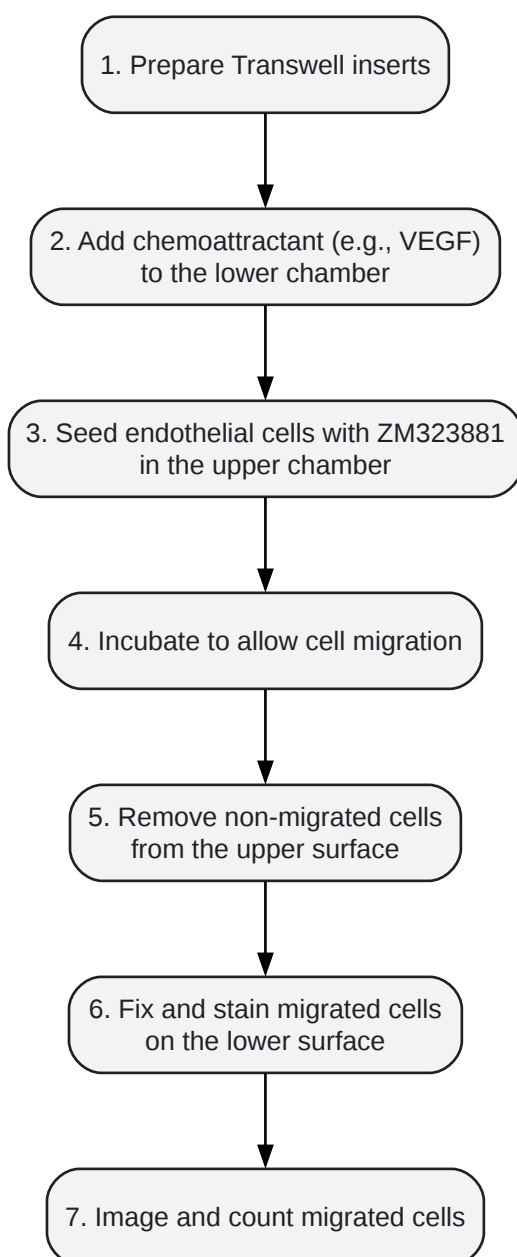 1. Prepare Transwell inserts
2. Add chemoattractant (e.g., VEGF)
to the lower chamber
3. Seed endothelial cells with ZM323881
in the upper chamber
4. Incubate to allow cell migration
5. Remove non-migrated cells
from the upper surface
6. Fix and stain migrated cells
on the lower surface
7. Image and count migrated cells